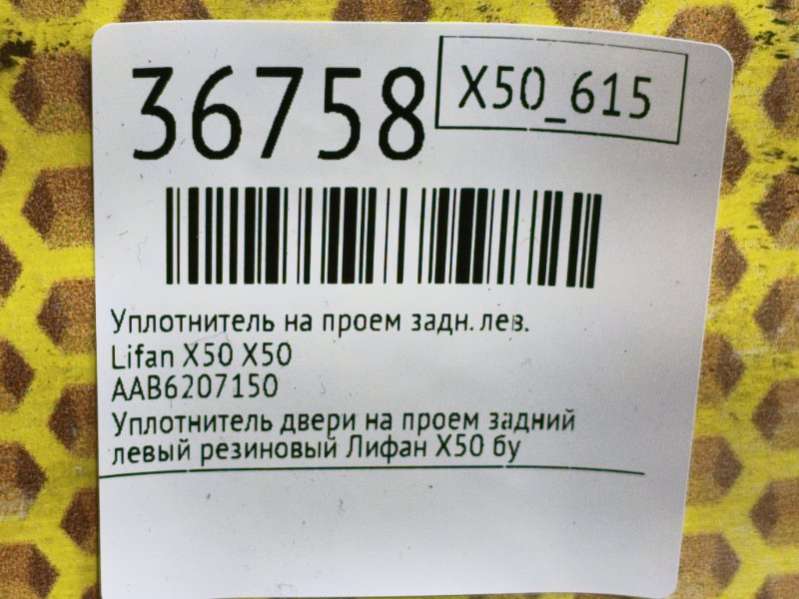 36758
X50_615
Уплотнитель на проем задн. лев.
Lifan X50 X50
AAB6207150
Уплотнитель двери на проем задний
левый резиновый Лифан Х50 бу